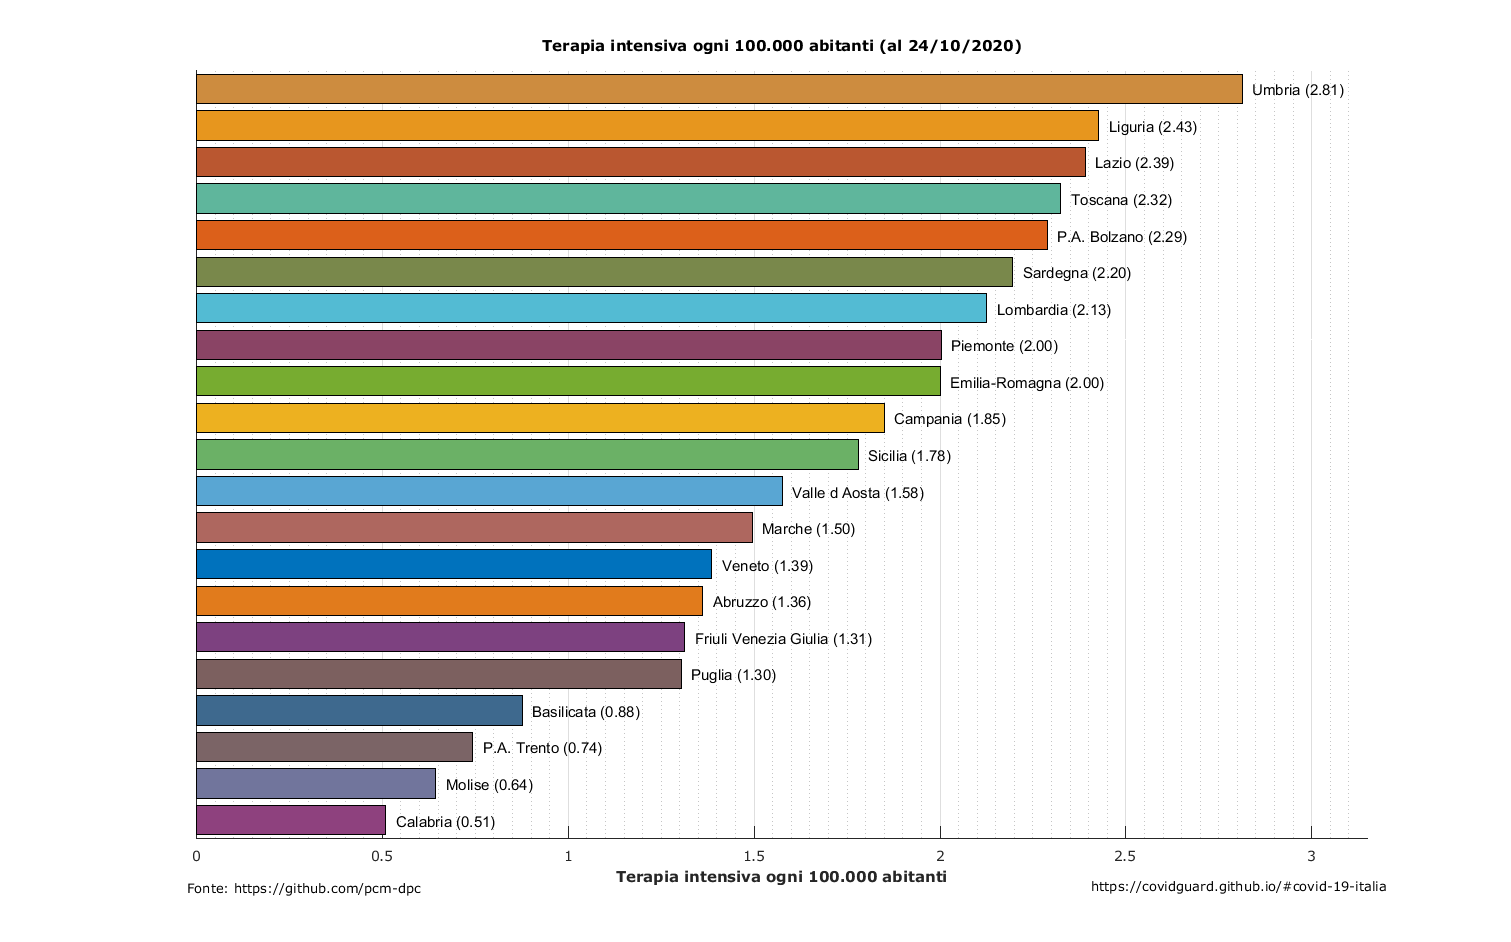 Terapia intensiva ogni 100.000 abitanti (al 24/10/2020)
Umbria (2.81)
Liguria (2.43)
Lazio (2.39)
Toscana (2.32)
P.A. Bolzano (2.29)
Sardegna (2.20)
Lombardia (2.13)
Piemonte (2.00)
Emilia-Romagna (2.00)
Campania (1.85)
Sicilia (1.78)
Valle d Aosta (1.58)
Marche (1.50)
Veneto (1.39)
Abruzzo (1.36)
Friuli Venezia Giulia (1.31)
Puglia (1.30)
Basilicata (0.88)
P.A. Trento (0.74)
Molise (0.64)
Calabria (0.51)
0 0.5 1 1.5 2 2.5 3
Terapia intensiva ogni 100.000 abitanti
Fonte: https://github.com/pcm-dpc
https://covidguard.github.io/#covid-19-italia